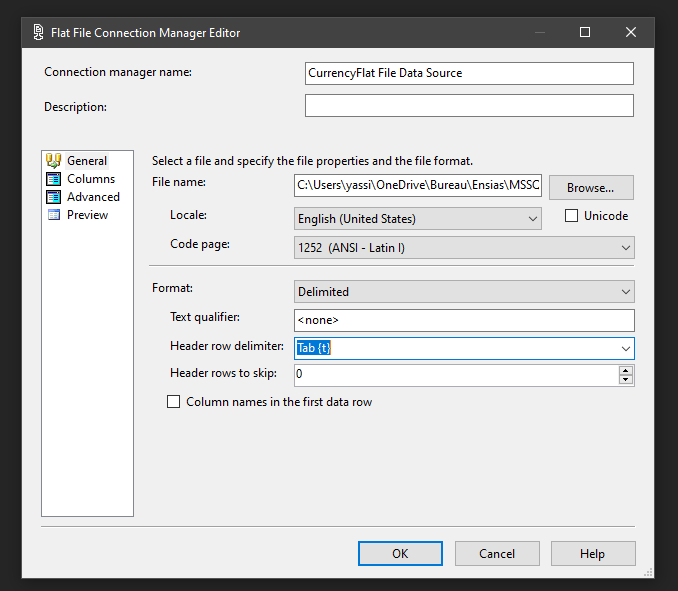 Flat File Connection Manager Editor
Connection manager name: CurrencyFlat File Data Source
Description:
General
Columns
Advanced
Preview
Select a file and specify the file properties and the file format.
File name: C:\Users\yassi\OneDrive\Bureau\Ensias\MSSC Browse...
Locale: English (United States) Unicode
Code page: 1252 (ANSI - Latin I)
Format: Delimited
Text qualifier: <none>
Header row delimiter: Tab {t}
Header rows to skip: 0
Column names in the first data row
OK Cancel Help